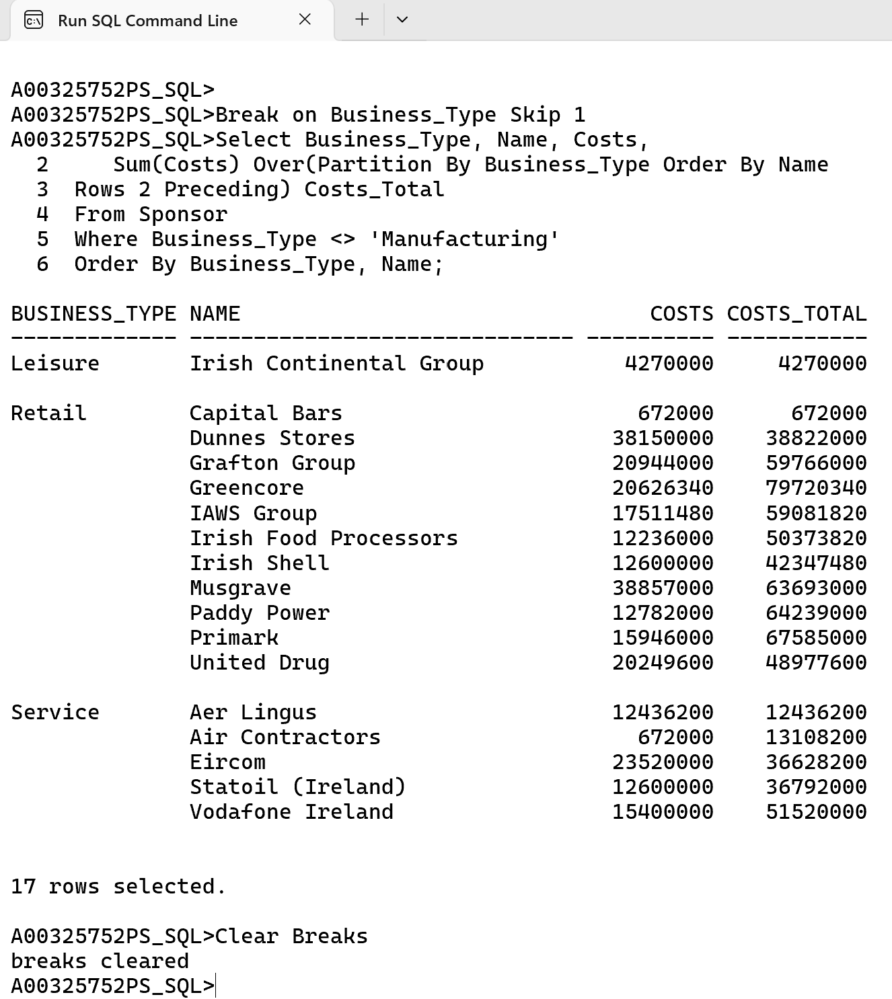 Run SQL Command Line
A00325752PS_SQL>
A00325752PS_SQL>Break on Business_Type Skip 1
A00325752PS_SQL>Select Business_Type, Name, Costs,
  2     Sum(Costs) Over(Partition By Business_Type Order By Name
  3  Rows 2 Preceding) Costs_Total
  4  From Sponsor
  5  Where Business_Type <> 'Manufacturing'
  6  Order By Business_Type, Name;
BUSINESS_TYPE NAME                                COSTS COSTS_TOTAL
------------- ------------------------------ ---------- -----------
Leisure       Irish Continental Group           4270000     4270000
Retail        Capital Bars                       672000      672000
              Dunnes Stores                    38150000    38822000
              Grafton Group                    20944000    59766000
              Greencore                        20626340    79720340
              IAWS Group                       17511480    59081820
              Irish Food Processors            12236000    50373820
              Irish Shell                      12600000    42347480
              Musgrave                         38857000    63693000
              Paddy Power                      12782000    64239000
              Primark                          15946000    67585000
              United Drug                      20249600    48977600
Service       Aer Lingus                       12436200    12436200
              Air Contractors                    672000    13108200
              Eircom                           23520000    36628200
              Statoil (Ireland)                12600000    36792000
              Vodafone Ireland                 15400000    51520000
17 rows selected.
A00325752PS_SQL>Clear Breaks
breaks cleared
A00325752PS_SQL>